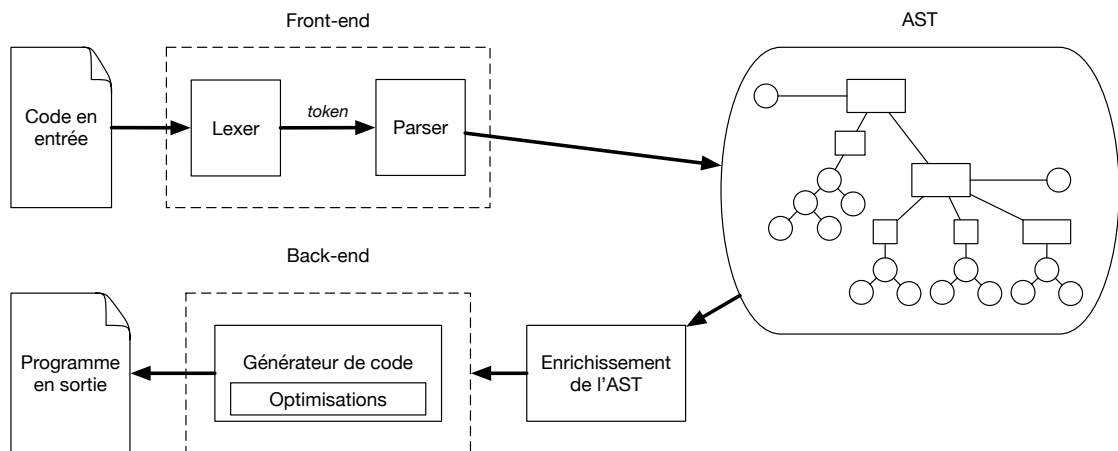 Front-end
AST
Code en
entrée
Lexer
token
Parser
Back-end
Programme
en sortie
Générateur de code
Optimisations
Enrichissement
de l'AST